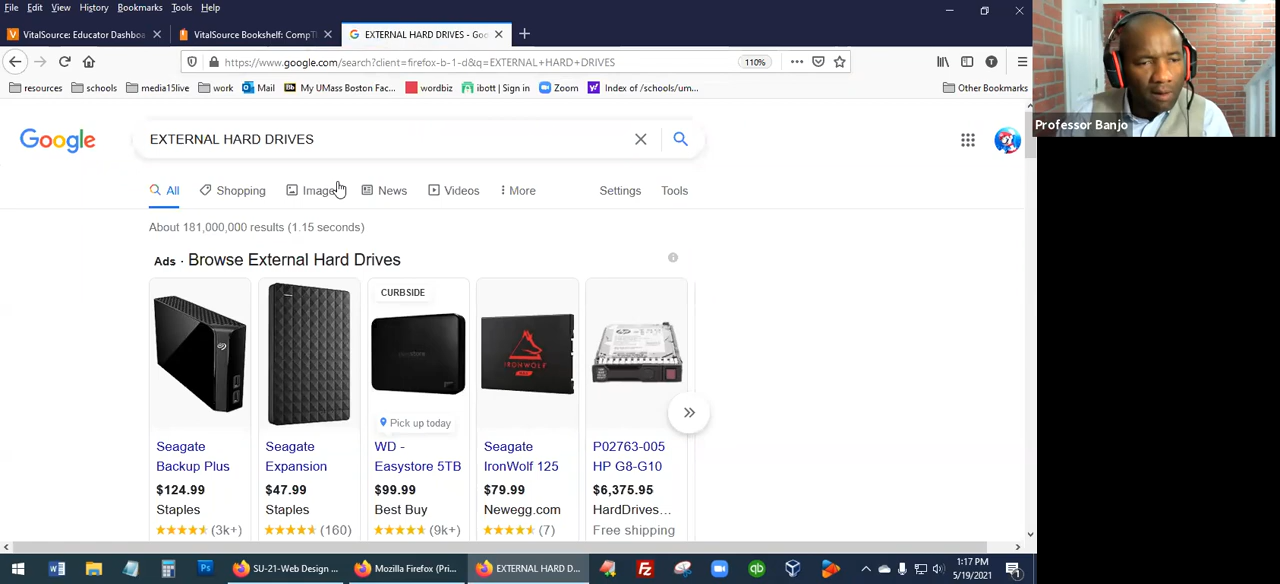 File Edit View History Bookmarks Tools Help
VitalSource: Educator Dashboa
VitalSource Bookshelf: CompT
EXTERNAL HARD DRIVES - Goo
https://www.google.com/search?client=firefox-b-1-d&q=EXTERNAL+HARD+DRIVES
110%
T
resources schools media15live work Mail My UMass Boston Fac... wordbiz ibott | Sign in Zoom Index of /schools/um... Other Bookmarks
Google
EXTERNAL HARD DRIVES
All Shopping Images News Videos More Settings Tools
About 181,000,000 results (1.15 seconds)
Ads · Browse External Hard Drives
CURBSIDE
IRONWOLF
Pick up today
Seagate
Backup Plus
$124.99
Staples
(3k+)
Seagate
Expansion
$47.99
Staples
(160)
WD -
Easystore 5TB
$99.99
Best Buy
(9k+)
Seagate
IronWolf 125
$79.99
Newegg.com
(7)
P02763-005
HP G8-G10
$6,375.95
HardDrives...
Free shipping
Professor Banjo
SU-21-Web Design ...
Mozilla Firefox (Pri...
EXTERNAL HARD D...
1:17 PM
5/19/2021
1